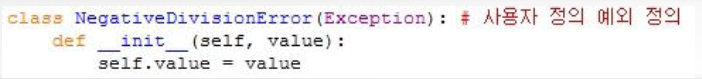 class NegativeDivisionError(Exception): # 사용자 정의 예외 정의
    def __init__(self, value):
        self.value = value